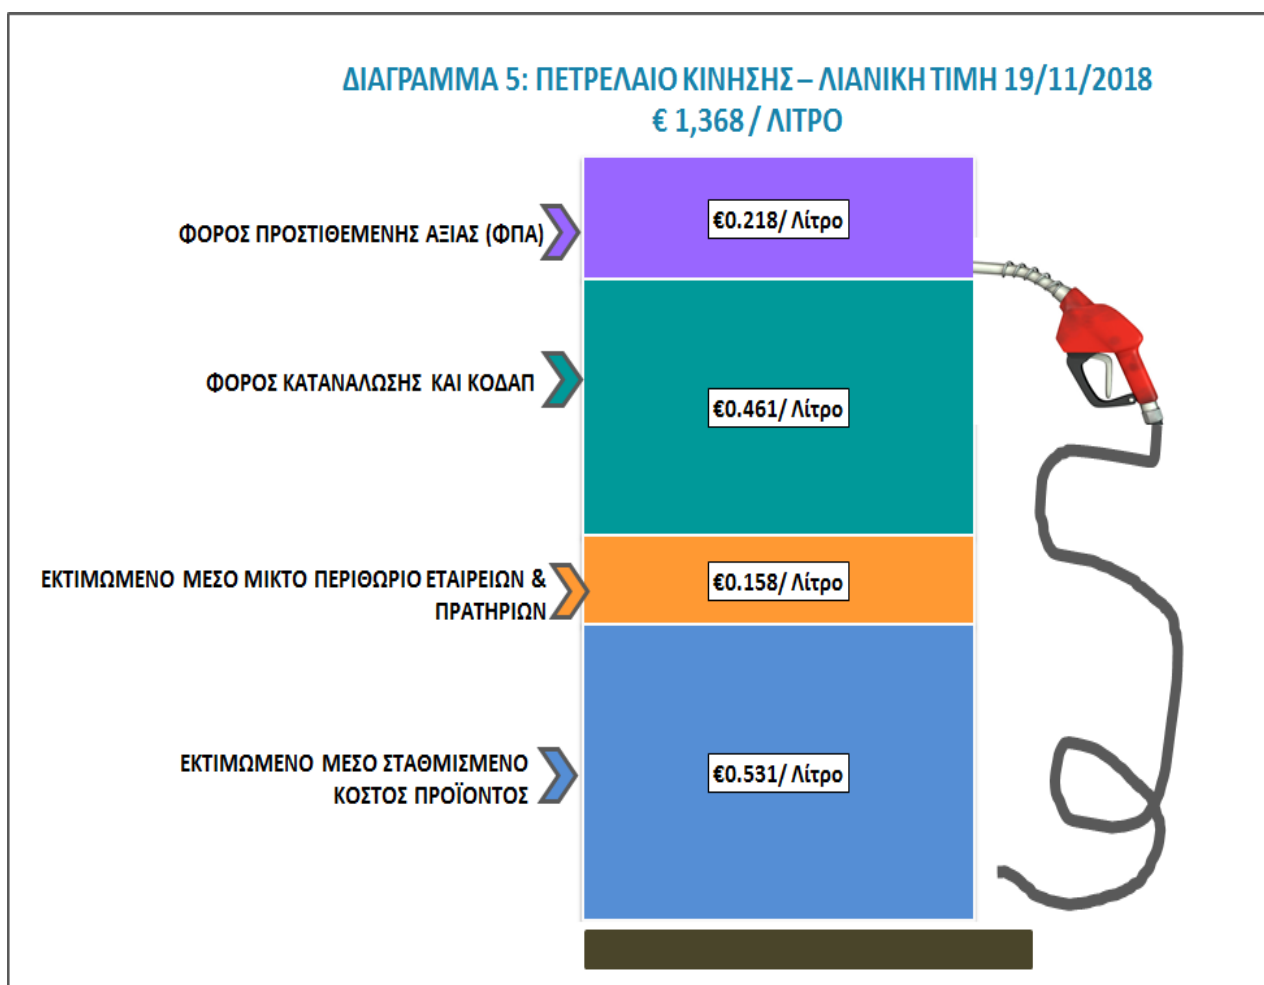 ΔΙΑΓΡΑΜΜΑ 5: ΠΕΤΡΕΛΑΙΟ ΚΙΝΗΣΗΣ – ΛΙΑΝΙΚΗ ΤΙΜΗ 19/11/2018
€ 1,368 / ΛΙΤΡΟ
ΦΟΡΟΣ ΠΡΟΣΤΙΘΕΜΕΝΗΣ ΑΞΙΑΣ (ΦΠΑ)
€0.218/ Λίτρο
ΦΟΡΟΣ ΚΑΤΑΝΑΛΩΣΗΣ ΚΑΙ ΚΟΔΑΠ
€0.461/ Λίτρο
ΕΚΤΙΜΩΜΕΝΟ ΜΕΣΟ ΜΙΚΤΟ ΠΕΡΙΘΩΡΙΟ ΕΤΑΙΡΕΙΩΝ &
ΠΡΑΤΗΡΙΩΝ
€0.158/ Λίτρο
ΕΚΤΙΜΩΜΕΝΟ ΜΕΣΟ ΣΤΑΘΜΙΣΜΕΝΟ
ΚΟΣΤΟΣ ΠΡΟΪΟΝΤΟΣ
€0.531/ Λίτρο